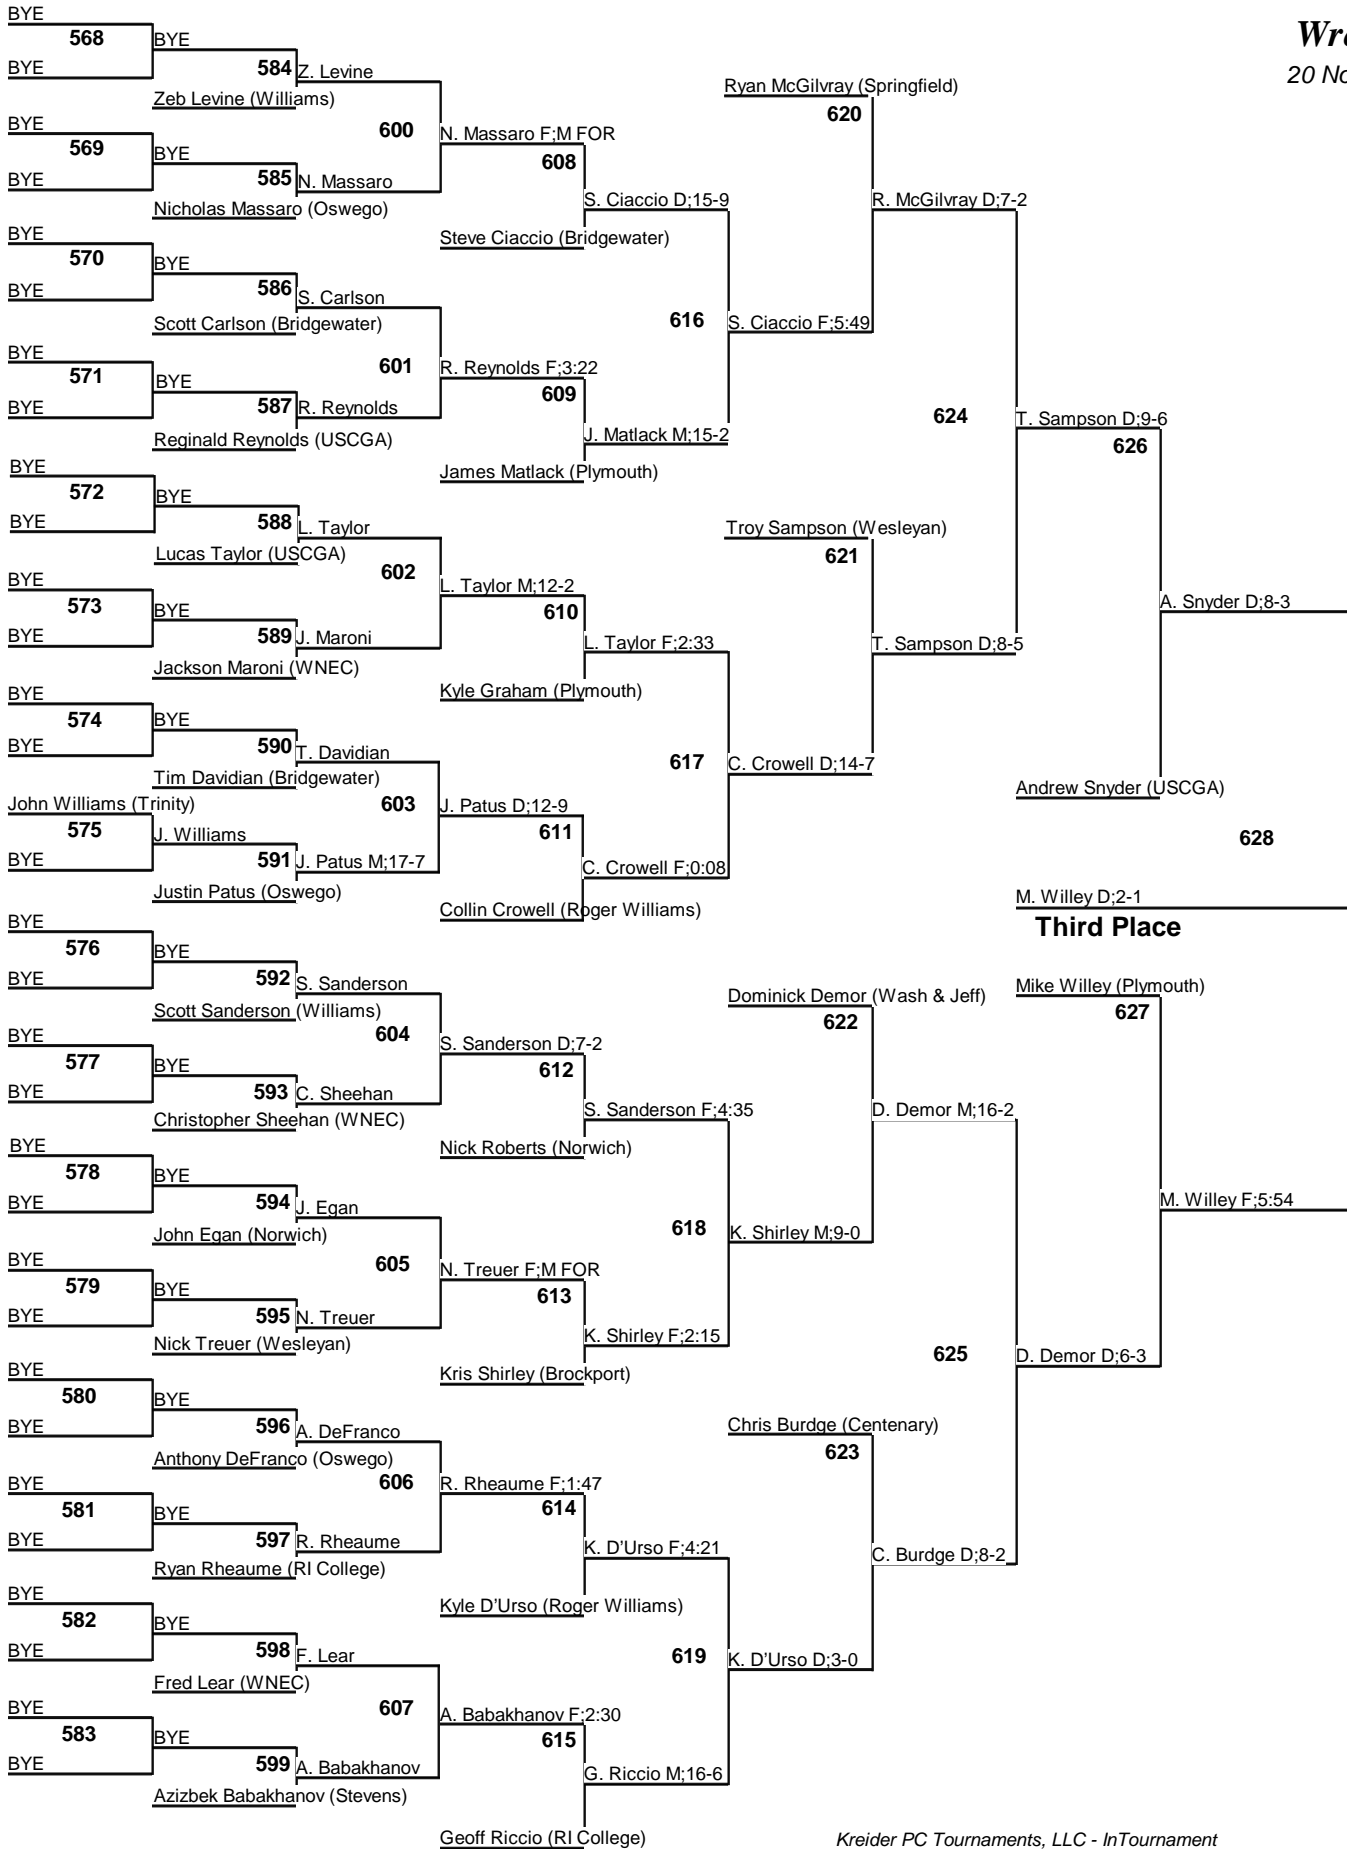 BYE
568
BYE
BYE
584
Z. Levine
Zeb Levine (Williams)
BYE
569
BYE
BYE
585
N. Massaro
Nicholas Massaro (Oswego)
600
N. Massaro F;M FOR
608
S. Ciaccio D;15-9
Steve Ciaccio (Bridgewater)
BYE
570
BYE
BYE
586
S. Carlson
Scott Carlson (Bridgewater)
BYE
571
BYE
BYE
587
R. Reynolds
Reginald Reynolds (USCGA)
601
R. Reynolds F;3:22
609
J. Matlack M;15-2
James Matlack (Plymouth)
616
S. Ciaccio F;5:49
Ryan McGilvray (Springfield)
620
R. McGilvray D;7-2
20 No
BYE
572
BYE
BYE
588
L. Taylor
Lucas Taylor (USCGA)
BYE
573
BYE
BYE
589
J. Maroni
Jackson Maroni (WNEC)
602
L. Taylor M;12-2
610
L. Taylor F;2:33
Kyle Graham (Plymouth)
BYE
574
BYE
BYE
590
T. Davidian
Tim Davidian (Bridgewater)
John Williams (Trinity)
575
BYE
J. Williams
591
J. Patus M;17-7
Justin Patus (Oswego)
603
J. Patus D;12-9
611
C. Crowell F;0:08
Collin Crowell (Roger Williams)
617
C. Crowell D;14-7
Troy Sampson (Wesleyan)
621
T. Sampson D;8-5
624
T. Sampson D;9-6
626
A. Snyder D;8-3
Andrew Snyder (USCGA)
628
M. Willey D;2-1
Third Place
BYE
576
BYE
BYE
592
S. Sanderson
Scott Sanderson (Williams)
BYE
577
BYE
BYE
593
C. Sheehan
Christopher Sheehan (WNEC)
604
S. Sanderson D;7-2
612
S. Sanderson F;4:35
Nick Roberts (Norwich)
BYE
578
BYE
BYE
594
J. Egan
John Egan (Norwich)
BYE
579
BYE
BYE
595
N. Treuer
Nick Treuer (Wesleyan)
605
N. Treuer F;M FOR
613
K. Shirley F;2:15
Kris Shirley (Brockport)
618
K. Shirley M;9-0
Dominick Demor (Wash & Jeff)
622
D. Demor M;16-2
Mike Willey (Plymouth)
627
M. Willey F;5:54
625
D. Demor D;6-3
BYE
580
BYE
BYE
596
A. DeFranco
Anthony DeFranco (Oswego)
BYE
581
BYE
BYE
597
R. Rheaume
Ryan Rheaume (RI College)
606
R. Rheaume F;1:47
614
K. D'Urso F;4:21
Kyle D'Urso (Roger Williams)
BYE
582
BYE
BYE
598
F. Lear
Fred Lear (WNEC)
BYE
583
BYE
BYE
599
A. Babakhanov
Azizbek Babakhanov (Stevens)
607
A. Babakhanov F;2:30
615
G. Riccio M;16-6
Geoff Riccio (RI College)
619
K. D'Urso D;3-0
Chris Burdge (Centenary)
623
C. Burdge D;8-2
Kreider PC Tournaments, LLC - InTournament